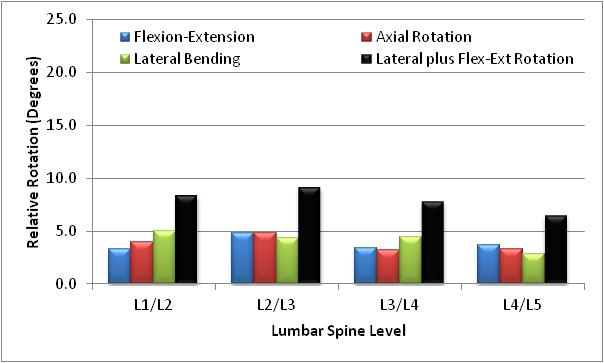 25.0
Flexion-Extension Axial Rotation
Lateral Bending Lateral plus Flex-Ext Rotation
20.0
15.0
10.0
5.0
0.0
Relative Rotation (Degrees)
L1/L2 L2/L3 L3/L4 L4/L5
Lumbar Spine Level